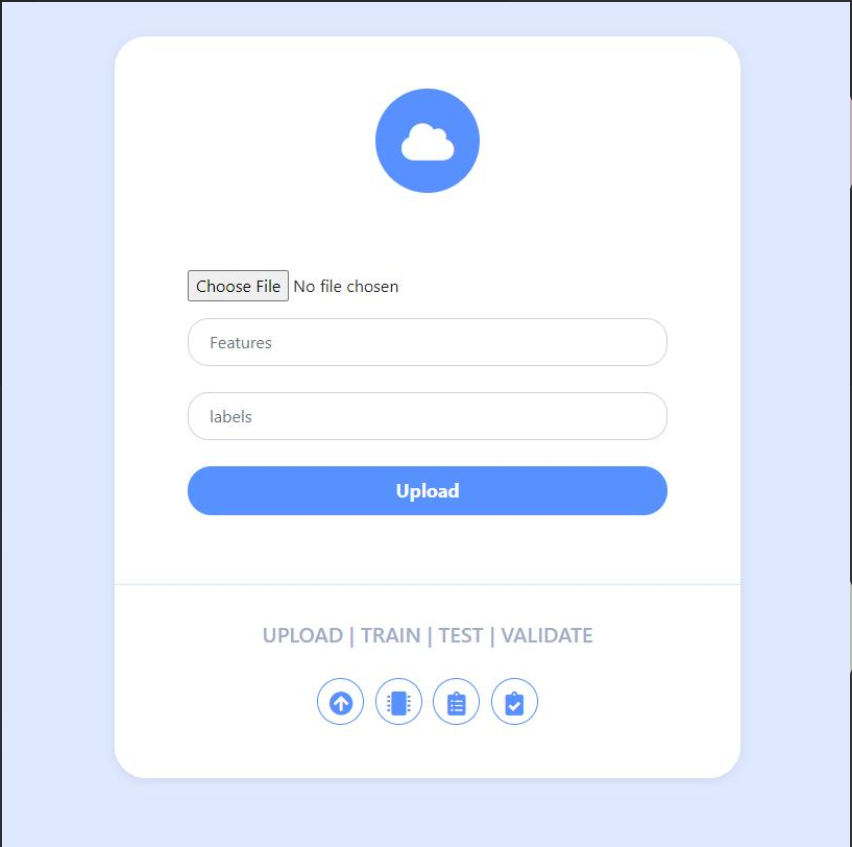 Choose File No file chosen
Features
labels
Upload
UPLOAD | TRAIN | TEST | VALIDATE